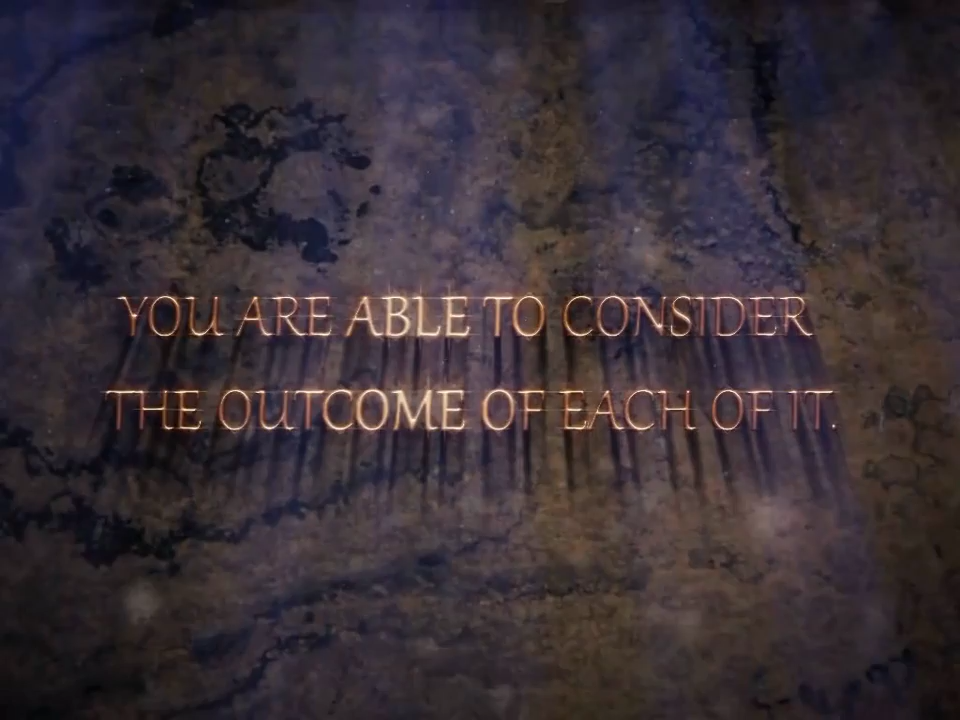 YOU ARE ABLE TO CONSIDER
THE OUTCOME OF EACH OF IT.